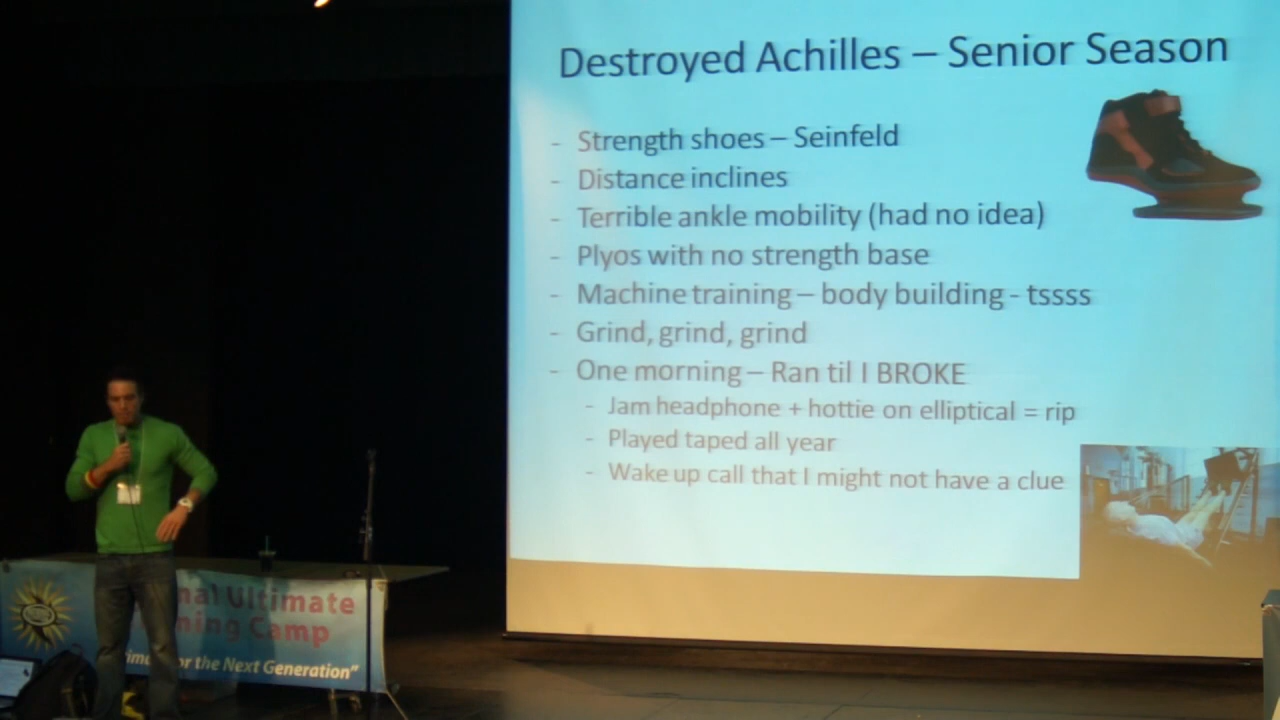 Destroyed Achilles – Senior Season
- Strength shoes – Seinfeld
- Distance inclines
- Terrible ankle mobility (had no idea)
- Plyos with no strength base
- Machine training – body building - tssss
- Grind, grind, grind
- One morning – Ran til I BROKE
- Jam headphone + hottie on elliptical = rip
- Played taped all year
- Wake up call that I might not have a clue
nal Ultimate
ning Camp
or the Next Generation"